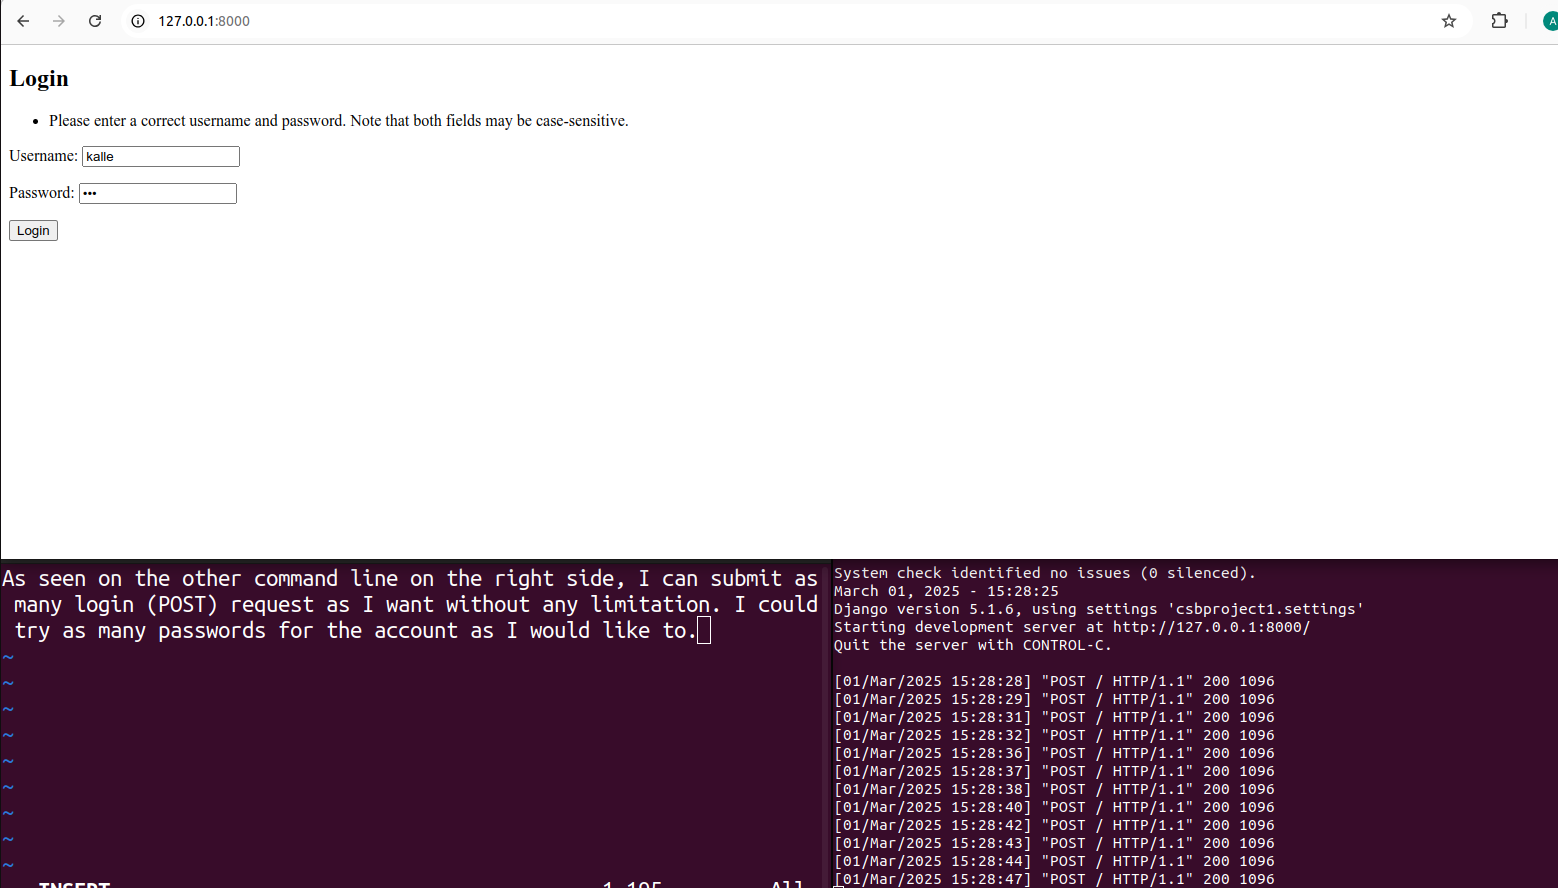 127.0.0.1:8000
A
Login
Please enter a correct username and password. Note that both fields may be case-sensitive.
Username: kalle
Password: •••
Login
As seen on the other command line on the right side, I can submit as
many login (POST) request as I want without any limitation. I could
try as many passwords for the account as I would like to.
~
~
~
~
~
~
~
~
~
-- INSERT -- 1,195 All
System check identified no issues (0 silenced).
March 01, 2025 - 15:28:25
Django version 5.1.6, using settings 'csbproject1.settings'
Starting development server at http://127.0.0.1:8000/
Quit the server with CONTROL-C.
[01/Mar/2025 15:28:28] "POST / HTTP/1.1" 200 1096
[01/Mar/2025 15:28:29] "POST / HTTP/1.1" 200 1096
[01/Mar/2025 15:28:31] "POST / HTTP/1.1" 200 1096
[01/Mar/2025 15:28:32] "POST / HTTP/1.1" 200 1096
[01/Mar/2025 15:28:36] "POST / HTTP/1.1" 200 1096
[01/Mar/2025 15:28:37] "POST / HTTP/1.1" 200 1096
[01/Mar/2025 15:28:38] "POST / HTTP/1.1" 200 1096
[01/Mar/2025 15:28:40] "POST / HTTP/1.1" 200 1096
[01/Mar/2025 15:28:42] "POST / HTTP/1.1" 200 1096
[01/Mar/2025 15:28:43] "POST / HTTP/1.1" 200 1096
[01/Mar/2025 15:28:44] "POST / HTTP/1.1" 200 1096
[01/Mar/2025 15:28:47] "POST / HTTP/1.1" 200 1096